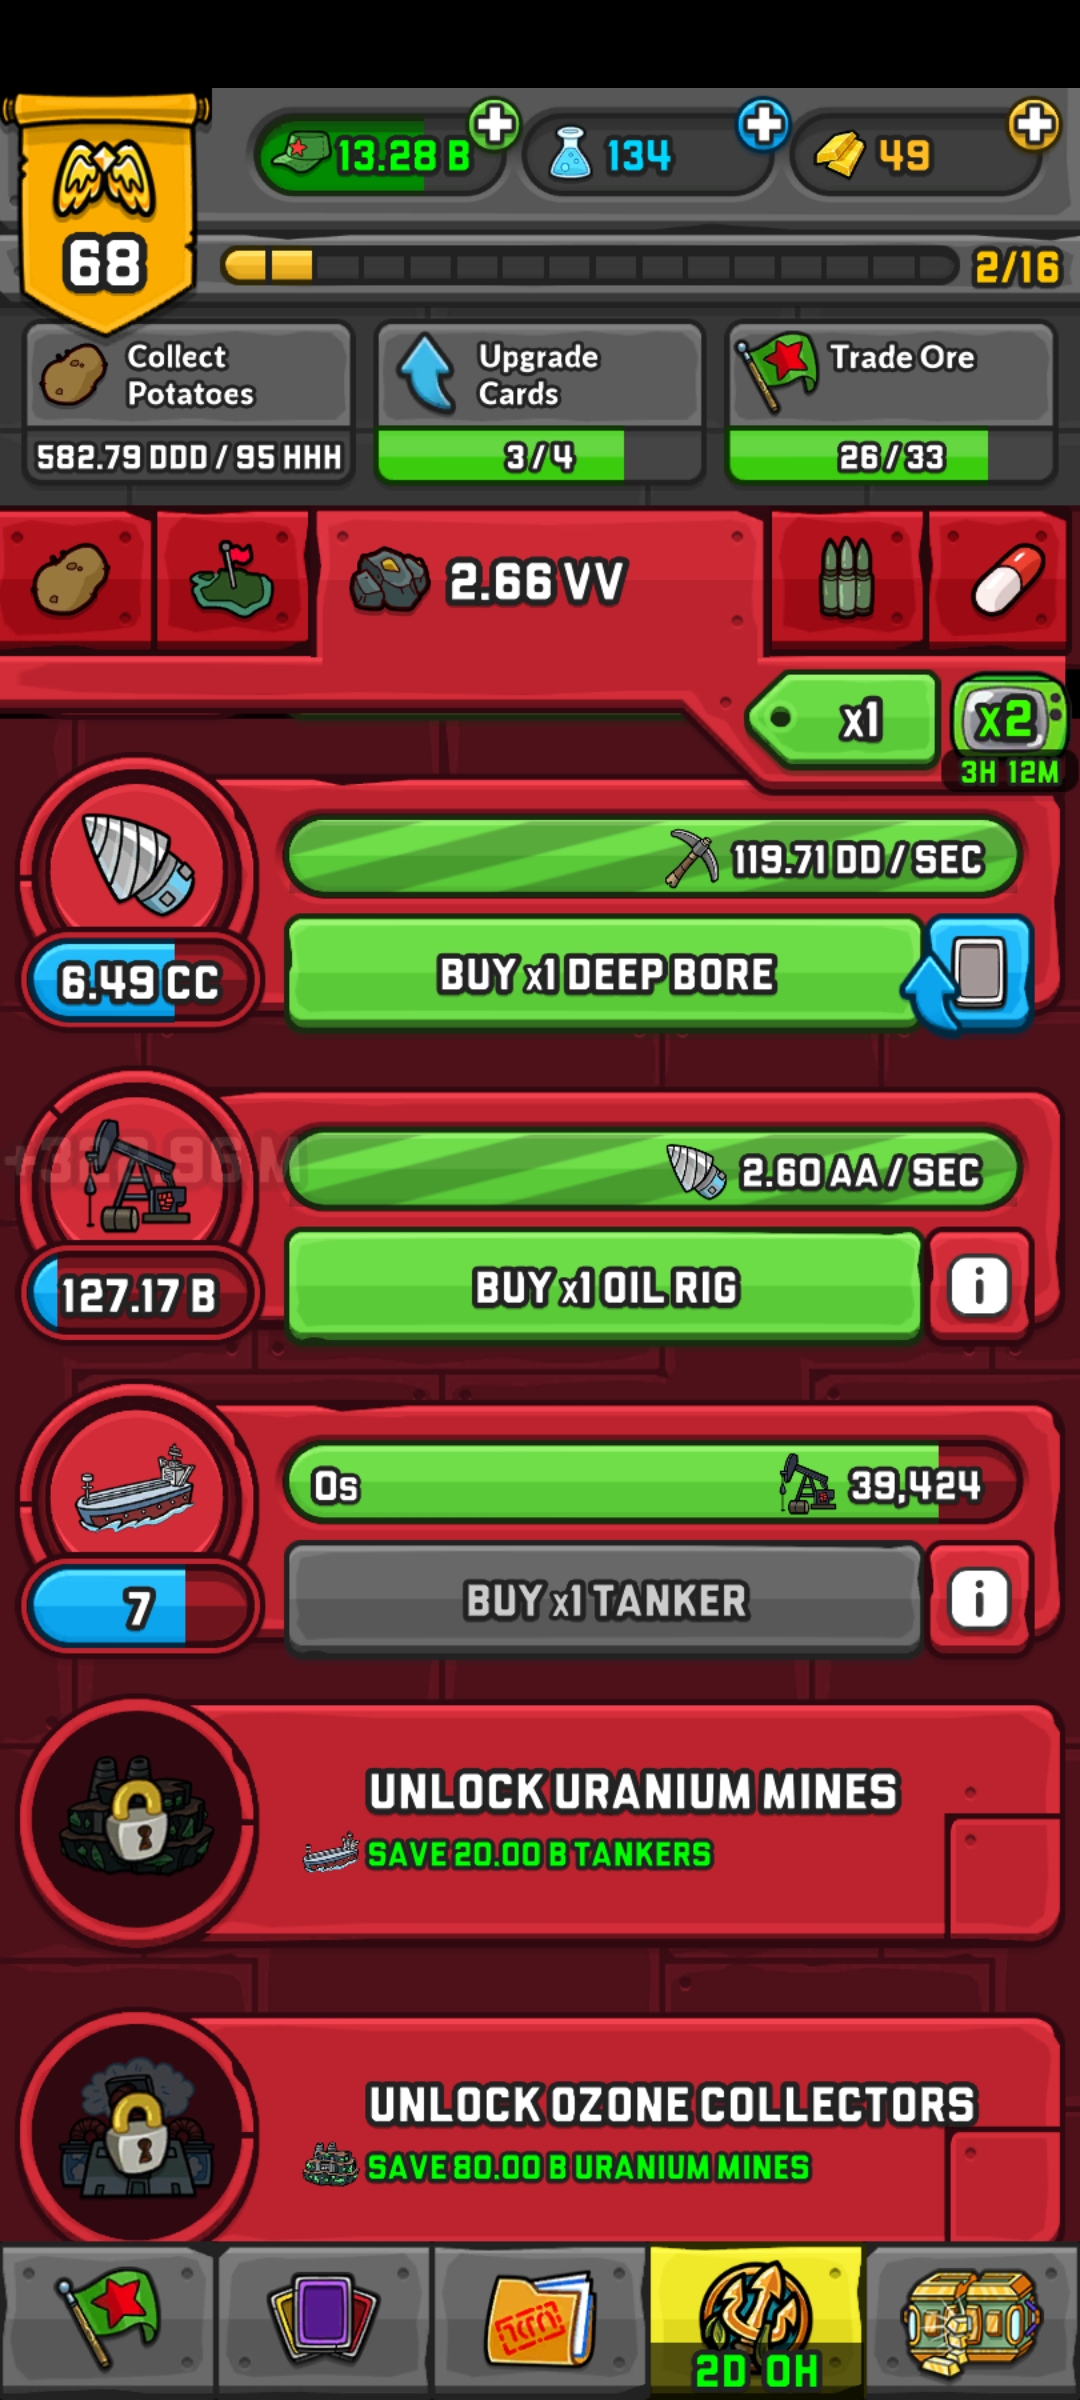 13.28 B
134
49
68
2/16
Collect
Potatoes
Upgrade
Cards
Trade Ore
582.79 DDD / 95 HHH
3/4
26/33
2.66 VV
x1
x2
3H 12M
119.71 DD / SEC
6.49 CC
BUY x1 DEEP BORE
2.60 AA / SEC
127.17 B
BUY x1 OIL RIG
i
0s
39,424
7
BUY x1 TANKER
i
UNLOCK URANIUM MINES
SAVE 20.00 B TANKERS
UNLOCK OZONE COLLECTORS
SAVE 80.00 B URANIUM MINES
2D 0H